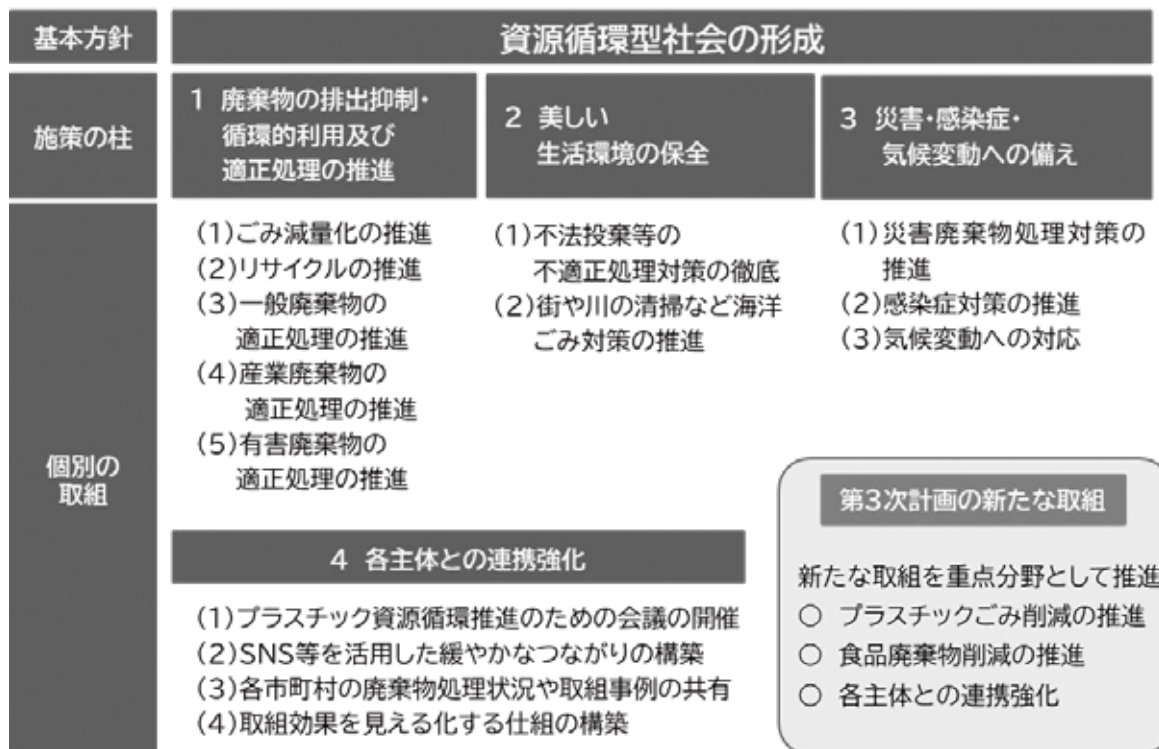 基本方針
資源循環型社会の形成
施策の柱
1 廃棄物の排出抑制・
循環的利用及び
適正処理の推進
2 美しい
生活環境の保全
3 災害・感染症・
気候変動への備え
個別の
取組
(1)ごみ減量化の推進
(2)リサイクルの推進
(3)一般廃棄物の
適正処理の推進
(4)産業廃棄物の
適正処理の推進
(5)有害廃棄物の
適正処理の推進
(1)不法投棄等の
不適正処理対策の徹底
(2)街や川の清掃など海洋
ごみ対策の推進
(1)災害廃棄物処理対策の
推進
(2)感染症対策の推進
(3)気候変動への対応
4 各主体との連携強化
(1)プラスチック資源循環推進のための会議の開催
(2)SNS等を活用した緩やかなつながりの構築
(3)各市町村の廃棄物処理状況や取組事例の共有
(4)取組効果を見える化する仕組の構築
第3次計画の新たな取組
新たな取組を重点分野として推進
○ プラスチックごみ削減の推進
○ 食品廃棄物削減の推進
○ 各主体との連携強化